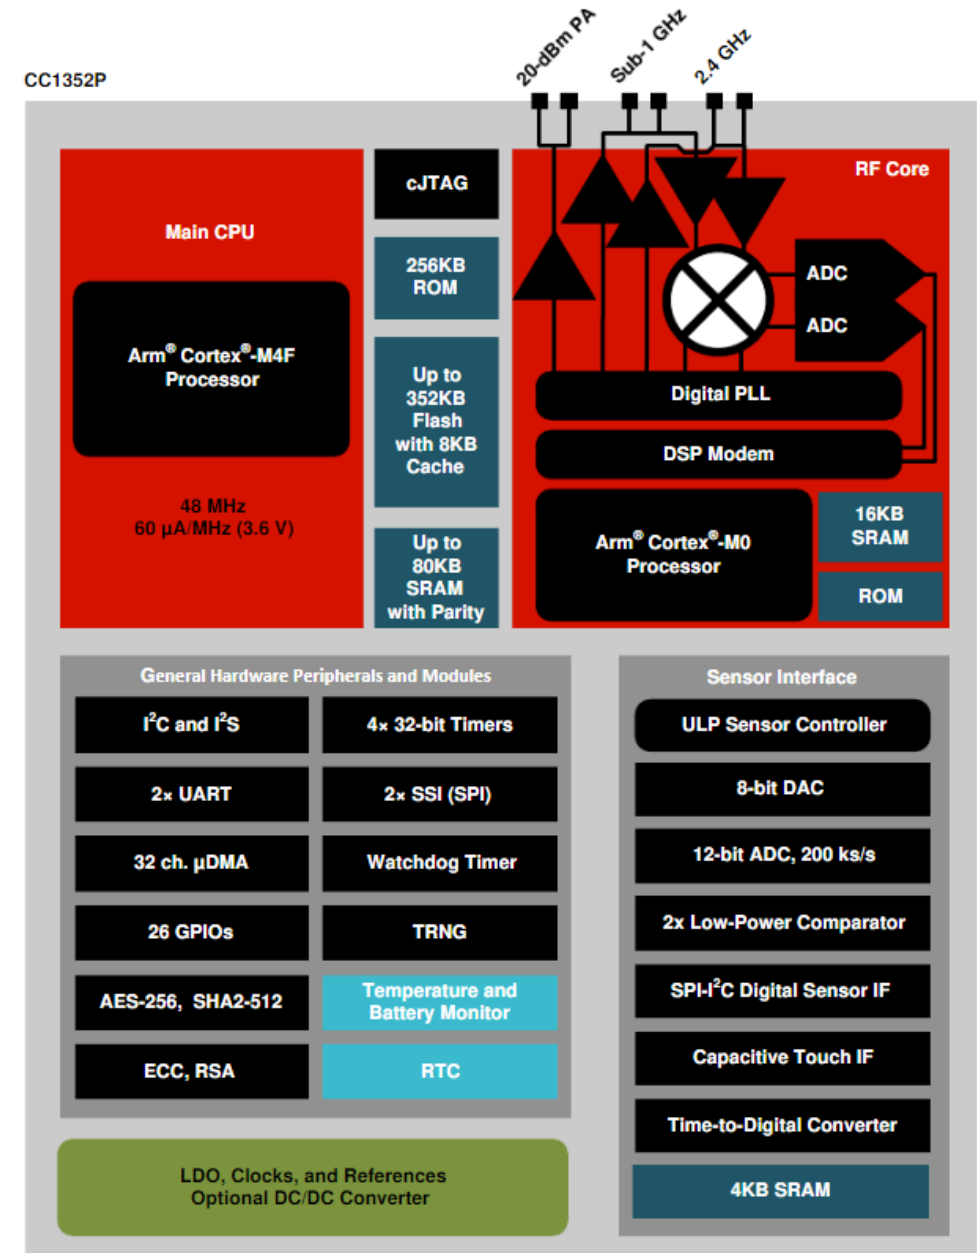 CC1352P
20-dBm PA
Sub-1 GHz
2.4 GHz
Main CPU
Arm® Cortex®-M4F
Processor
48 MHz
60 µA/MHz (3.6 V)
cJTAG
256KB
ROM
Up to
352KB
Flash
with 8KB
Cache
Up to
80KB
SRAM
with Parity
RF Core
ADC
ADC
Digital PLL
DSP Modem
Arm® Cortex®-M0
Processor
16KB
SRAM
ROM
General Hardware Peripherals and Modules
I²C and I²S
4× 32-bit Timers
2× UART
2× SSI (SPI)
32 ch. µDMA
Watchdog Timer
26 GPIOs
TRNG
AES-256, SHA2-512
Temperature and
Battery Monitor
ECC, RSA
RTC
LDO, Clocks, and References
Optional DC/DC Converter
Sensor Interface
ULP Sensor Controller
8-bit DAC
12-bit ADC, 200 ks/s
2x Low-Power Comparator
SPI-I²C Digital Sensor IF
Capacitive Touch IF
Time-to-Digital Converter
4KB SRAM